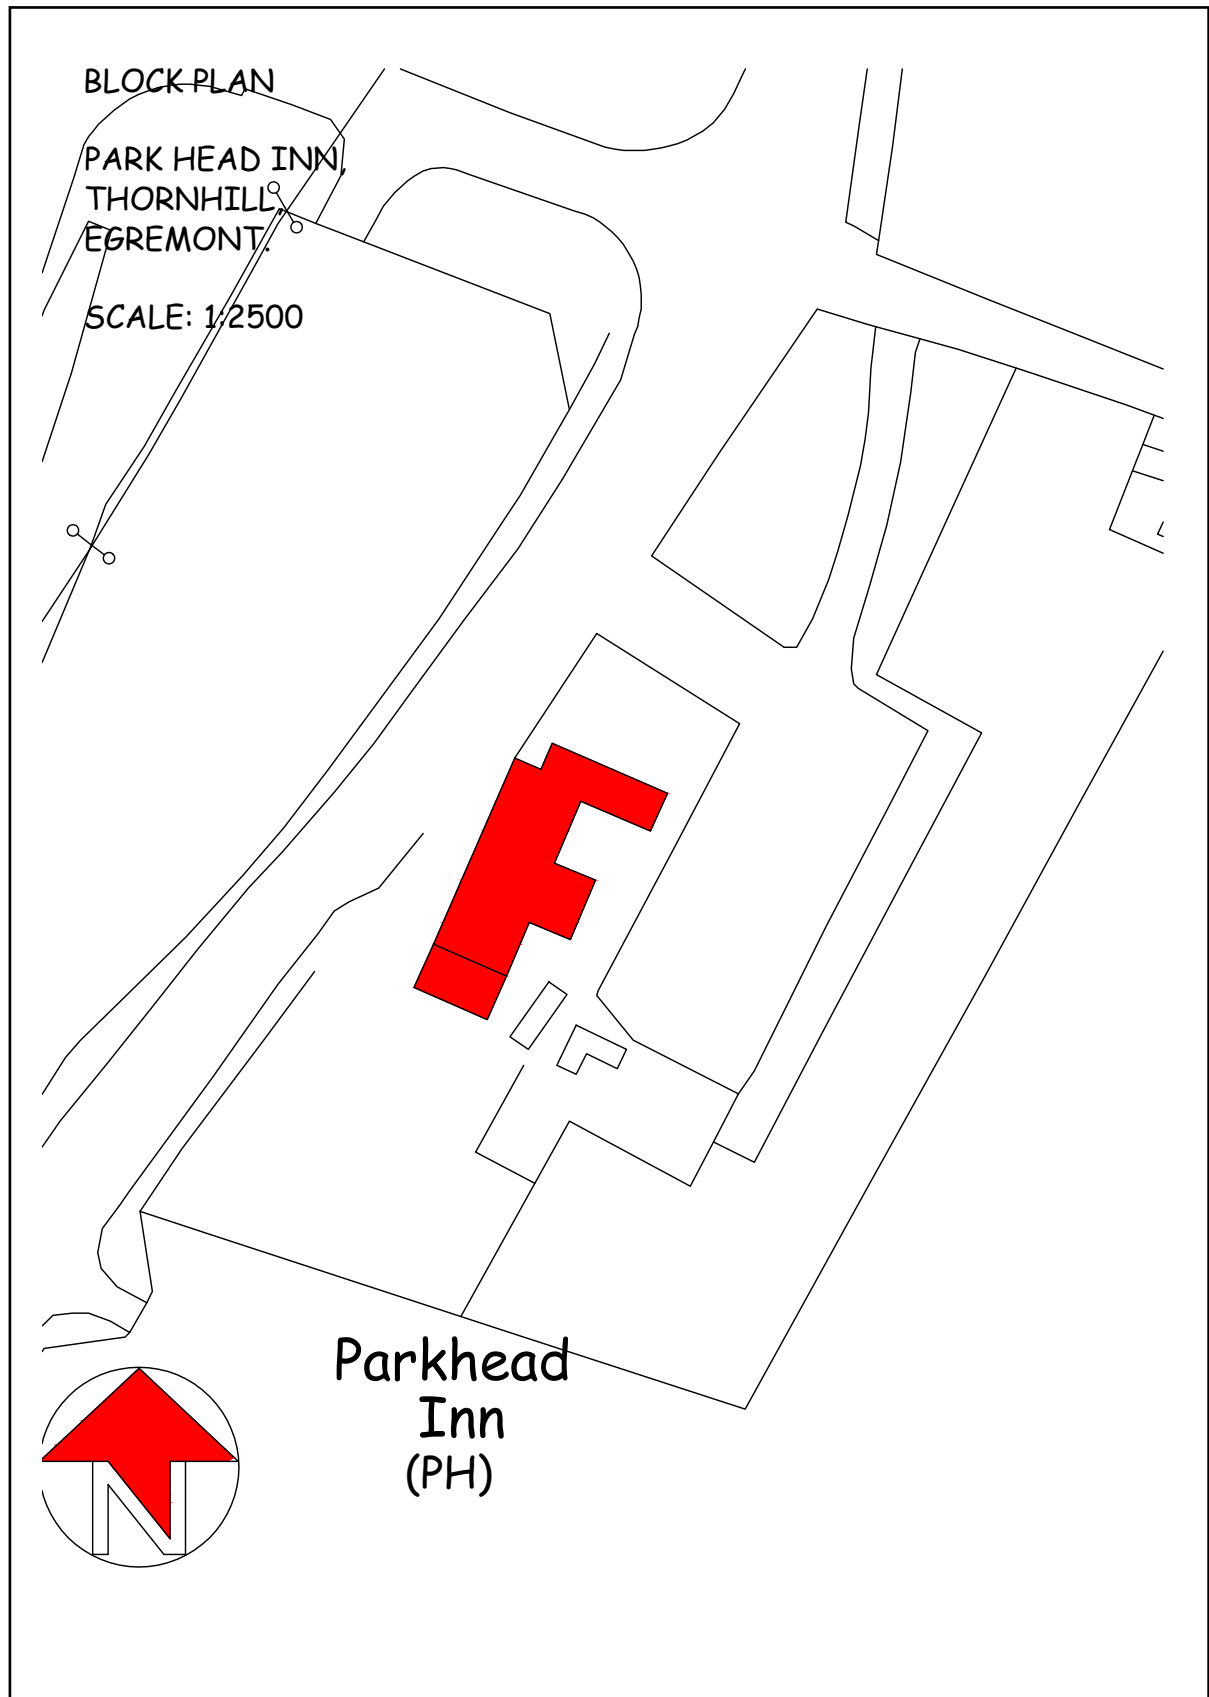 BLOCK PLAN
PARK HEAD INN,
THORNHILL,
EGREMONT.
SCALE: 1:2500
Parkhead
Inn
(PH)
N